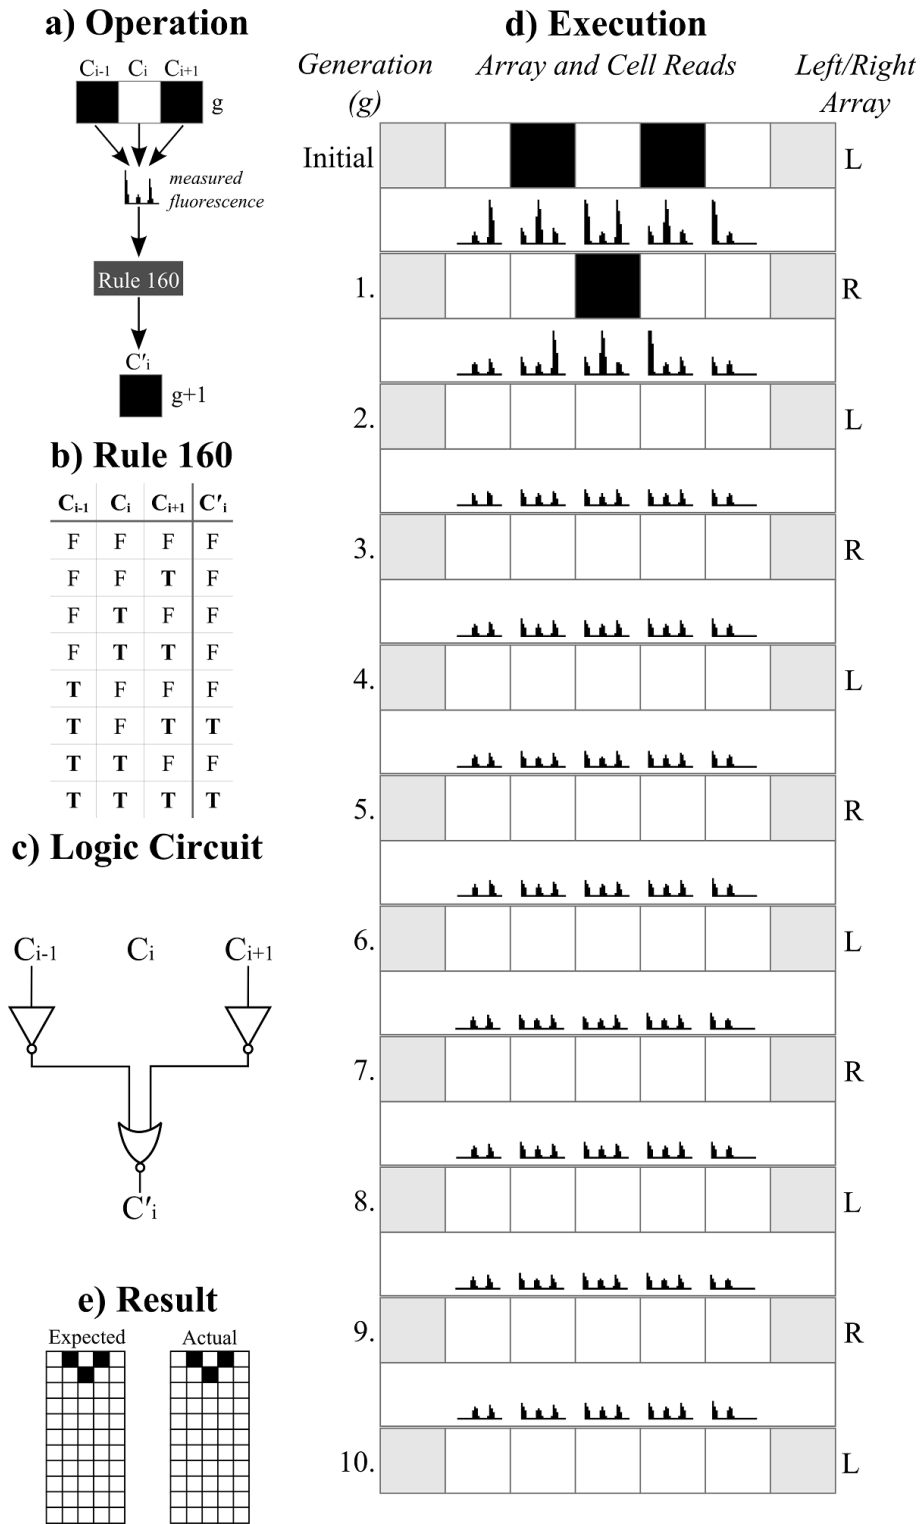 a) Operation
Ci-1 Ci Ci+1
g
measured
fluorescence
Rule 160
C′i
g+1
b) Rule 160
Ci-1 Ci Ci+1 C′i
F F F F
F F T F
F T F F
F T T F
T F F F
T F T T
T T F F
T T T T
c) Logic Circuit
Ci-1 Ci Ci+1
C′i
e) Result
Expected Actual
d) Execution
Generation Array and Cell Reads Left/Right
(g) Array
Initial L
1. R
2. L
3. R
4. L
5. R
6. L
7. R
8. L
9. R
10. L